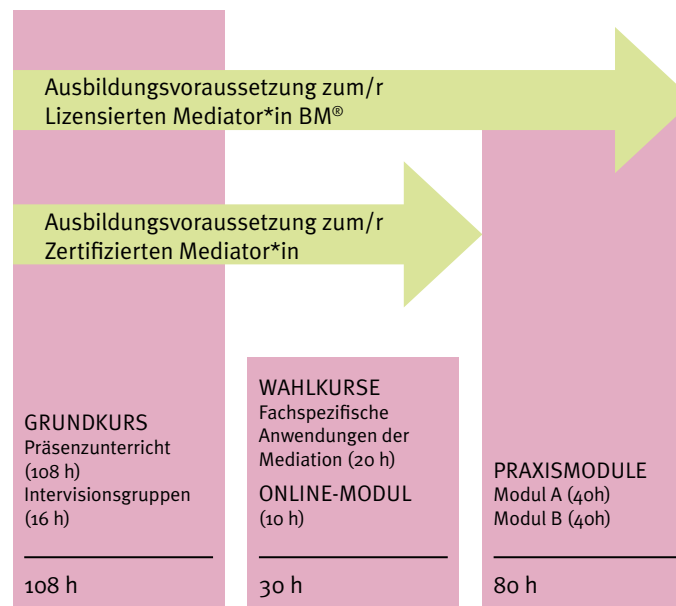 Ausbildungsvoraussetzung zum/r
Lizensierten Mediator*in BM®
Ausbildungsvoraussetzung zum/r
Zertifizierten Mediator*in
GRUNDKURS
Präsenzunterricht
(108 h)
Intervisionsgruppen
(16 h)
108 h
WAHLKURSE
Fachspezifische
Anwendungen der
Mediation (20 h)
ONLINE-MODUL
(10 h)
30 h
PRAXISMODULE
Modul A (40h)
Modul B (40h)
80 h